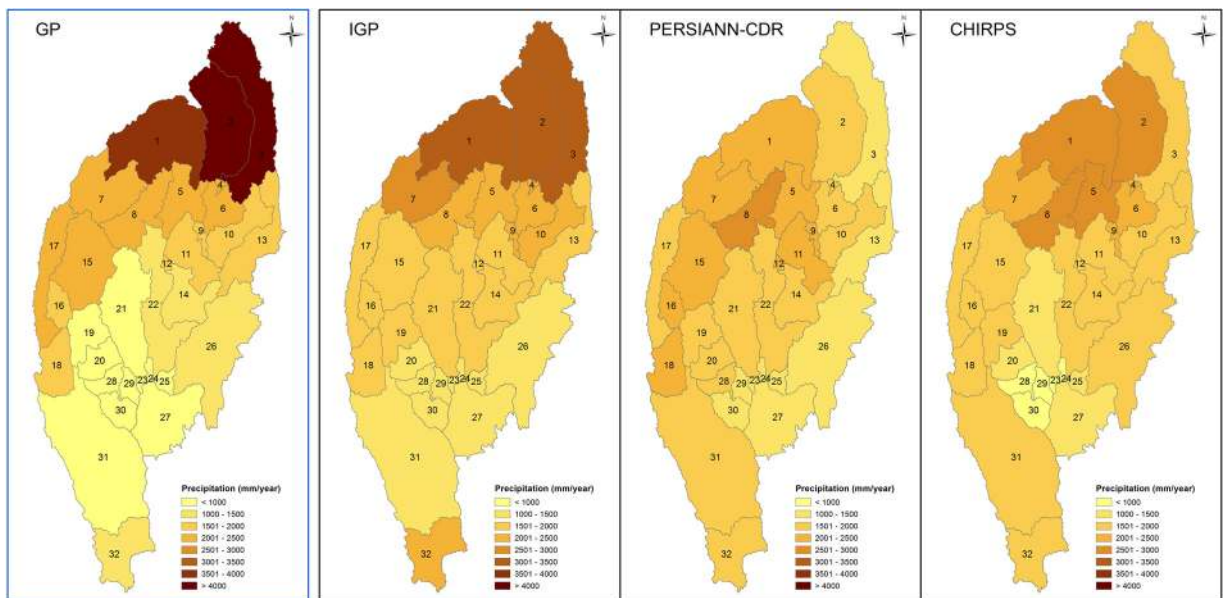 GP
N
2
1
3
4
5
7
6
8
9
10
17
13
11
15
12
14
16
21
22
19
26
20
18
28 29 23 24 25
30
27
31
32
Precipitation (mm/year)
< 1000
1000 - 1500
1501 - 2000
2001 - 2500
2501 - 3000
3001 - 3500
3501 - 4000
> 4000
IGP
N
2
1
3
4
5
7
6
8
9
10
17
13
11
15
12
14
16
21
22
19
26
20
18
28 29 23 24 25
30
27
31
32
Precipitation (mm/year)
< 1000
1000 - 1500
1501 - 2000
2001 - 2500
2501 - 3000
3001 - 3500
3501 - 4000
> 4000
PERSIANN-CDR
N
2
1
3
4
5
7
6
8
9
10
17
13
11
15
12
14
16
21
22
19
26
20
18
28 29 23 24 25
30
27
31
32
Precipitation (mm/year)
< 1000
1000 - 1500
1501 - 2000
2001 - 2500
2501 - 3000
3001 - 3500
3501 - 4000
> 4000
CHIRPS
N
2
1
3
4
5
7
6
8
9
10
17
13
11
15
12
14
16
21
22
19
26
20
18
28 29 23 24 25
30
27
31
32
Precipitation (mm/year)
< 1000
1000 - 1500
1501 - 2000
2001 - 2500
2501 - 3000
3001 - 3500
3501 - 4000
> 4000